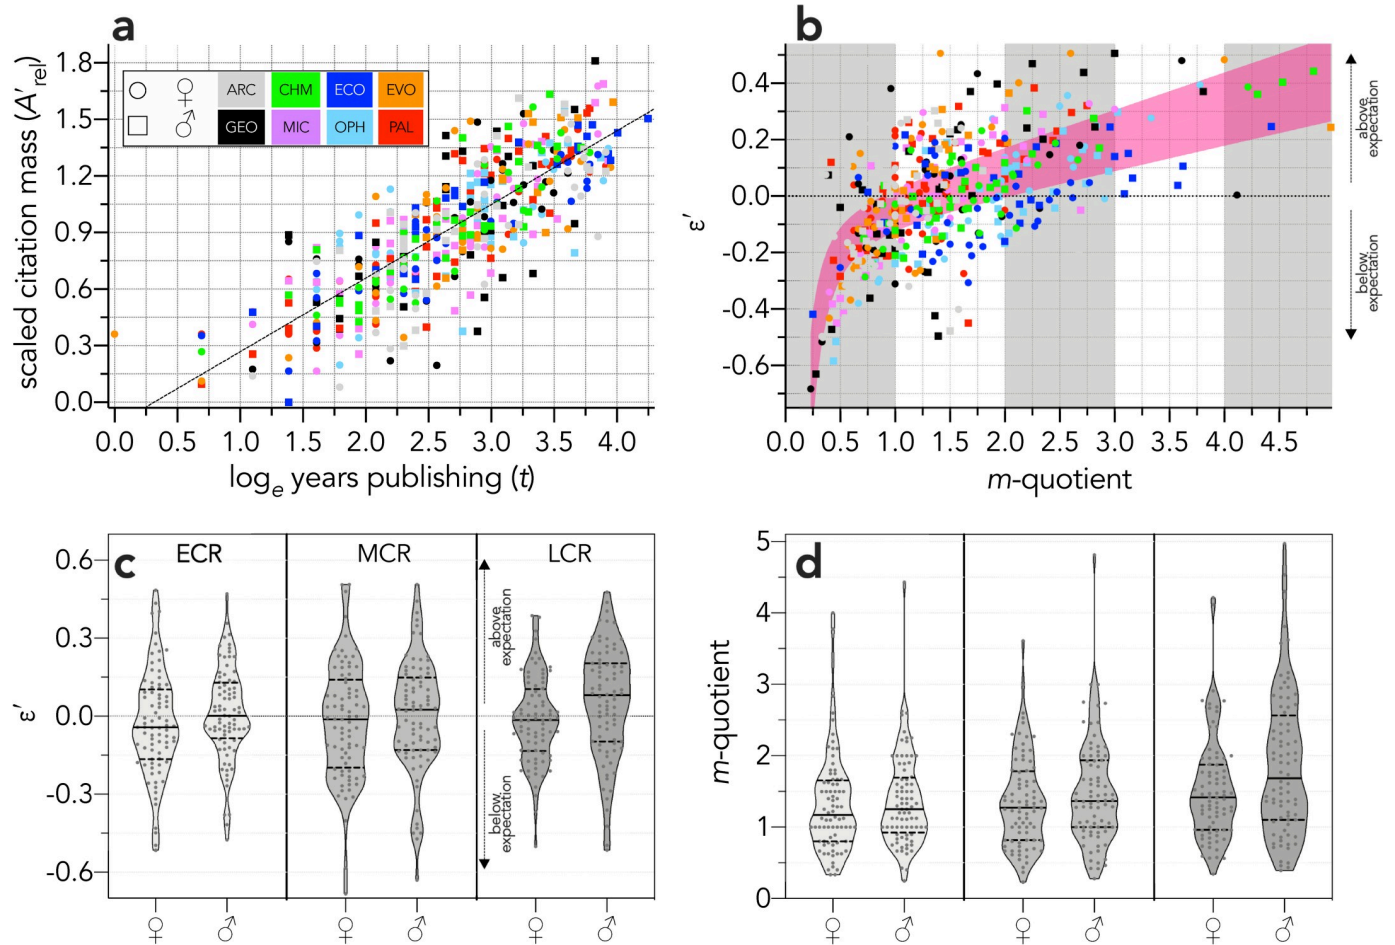 a
scaled citation mass (A′rel)
1.8
1.5
1.2
0.9
0.6
0.3
0.0
♀ ARC CHM ECO EVO
♂ GEO MIC OPH PAL
0.0 0.5 1.0 1.5 2.0 2.5 3.0 3.5 4.0
loge years publishing (t)
b
ε′
0.4
0.2
0.0
-0.2
-0.4
-0.6
above
expectation
below
expectation
0.0 0.5 1.0 1.5 2.0 2.5 3.0 3.5 4.0 4.5
m-quotient
c
ECR MCR LCR
ε′
0.6
0.3
0.0
-0.3
-0.6
above
expectation
below
expectation
♀ ♂ ♀ ♂ ♀ ♂
d
m-quotient
5
4
3
2
1
0
♀ ♂ ♀ ♂ ♀ ♂